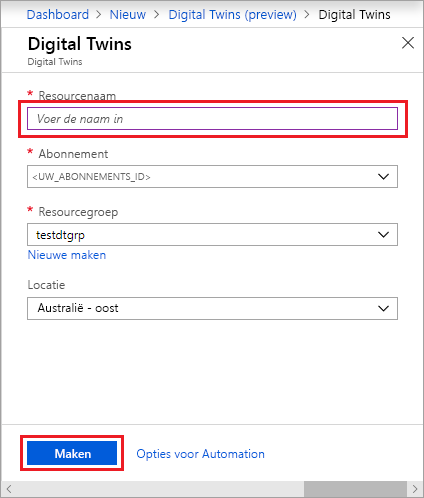 Dashboard > Nieuw > Digital Twins (preview) > Digital Twins
Digital Twins
Digital Twins
* Resourcenaam
Voer de naam in
* Abonnement
<UW_ABONNEMENTS_ID>
* Resourcegroep
testdtgrp
Nieuwe maken
Locatie
Australië - oost
Maken Opties voor Automation